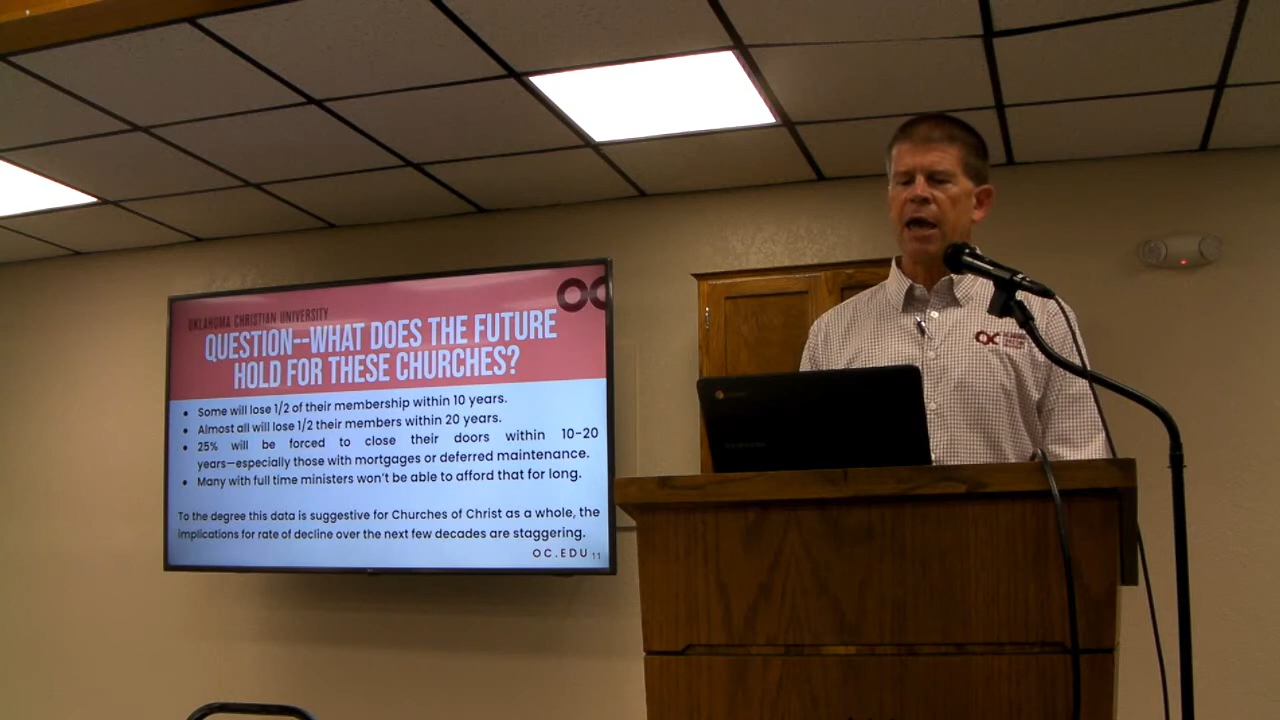 OKLAHOMA CHRISTIAN UNIVERSITY
OC
QUESTION--WHAT DOES THE FUTURE
HOLD FOR THESE CHURCHES?
• Some will lose 1/2 of their membership within 10 years.
• Almost all will lose 1/2 their members within 20 years.
• 25% will be forced to close their doors within 10-20
years—especially those with mortgages or deferred maintenance.
• Many with full time ministers won't be able to afford that for long.
To the degree this data is suggestive for Churches of Christ as a whole, the
implications for rate of decline over the next few decades are staggering.
OC.EDU 11
OC